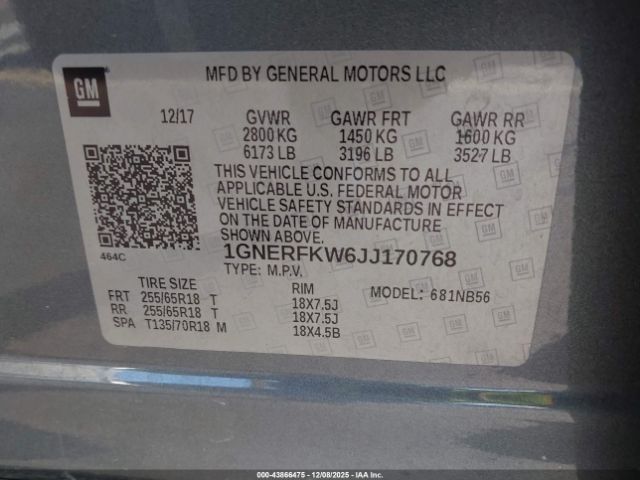 GM
MFD BY GENERAL MOTORS LLC
12/17 GVWR GAWR FRT GAWR RR
2800 KG 1450 KG 1600 KG
6173 LB 3196 LB 3527 LB
THIS VEHICLE CONFORMS TO ALL
APPLICABLE U.S. FEDERAL MOTOR
VEHICLE SAFETY STANDARDS IN EFFECT
ON THE DATE OF MANUFACTURE
SHOWN ABOVE.
464C
1GNERFKW6JJ170768
TYPE: M.P.V.
TIRE SIZE RIM MODEL: 681NB56
FRT 255/65R18 T 18X7.5J
RR 255/65R18 T 18X7.5J
SPA T135/70R18 M 18X4.5B
000-43866475 - 12/08/2025 - IAA Inc.